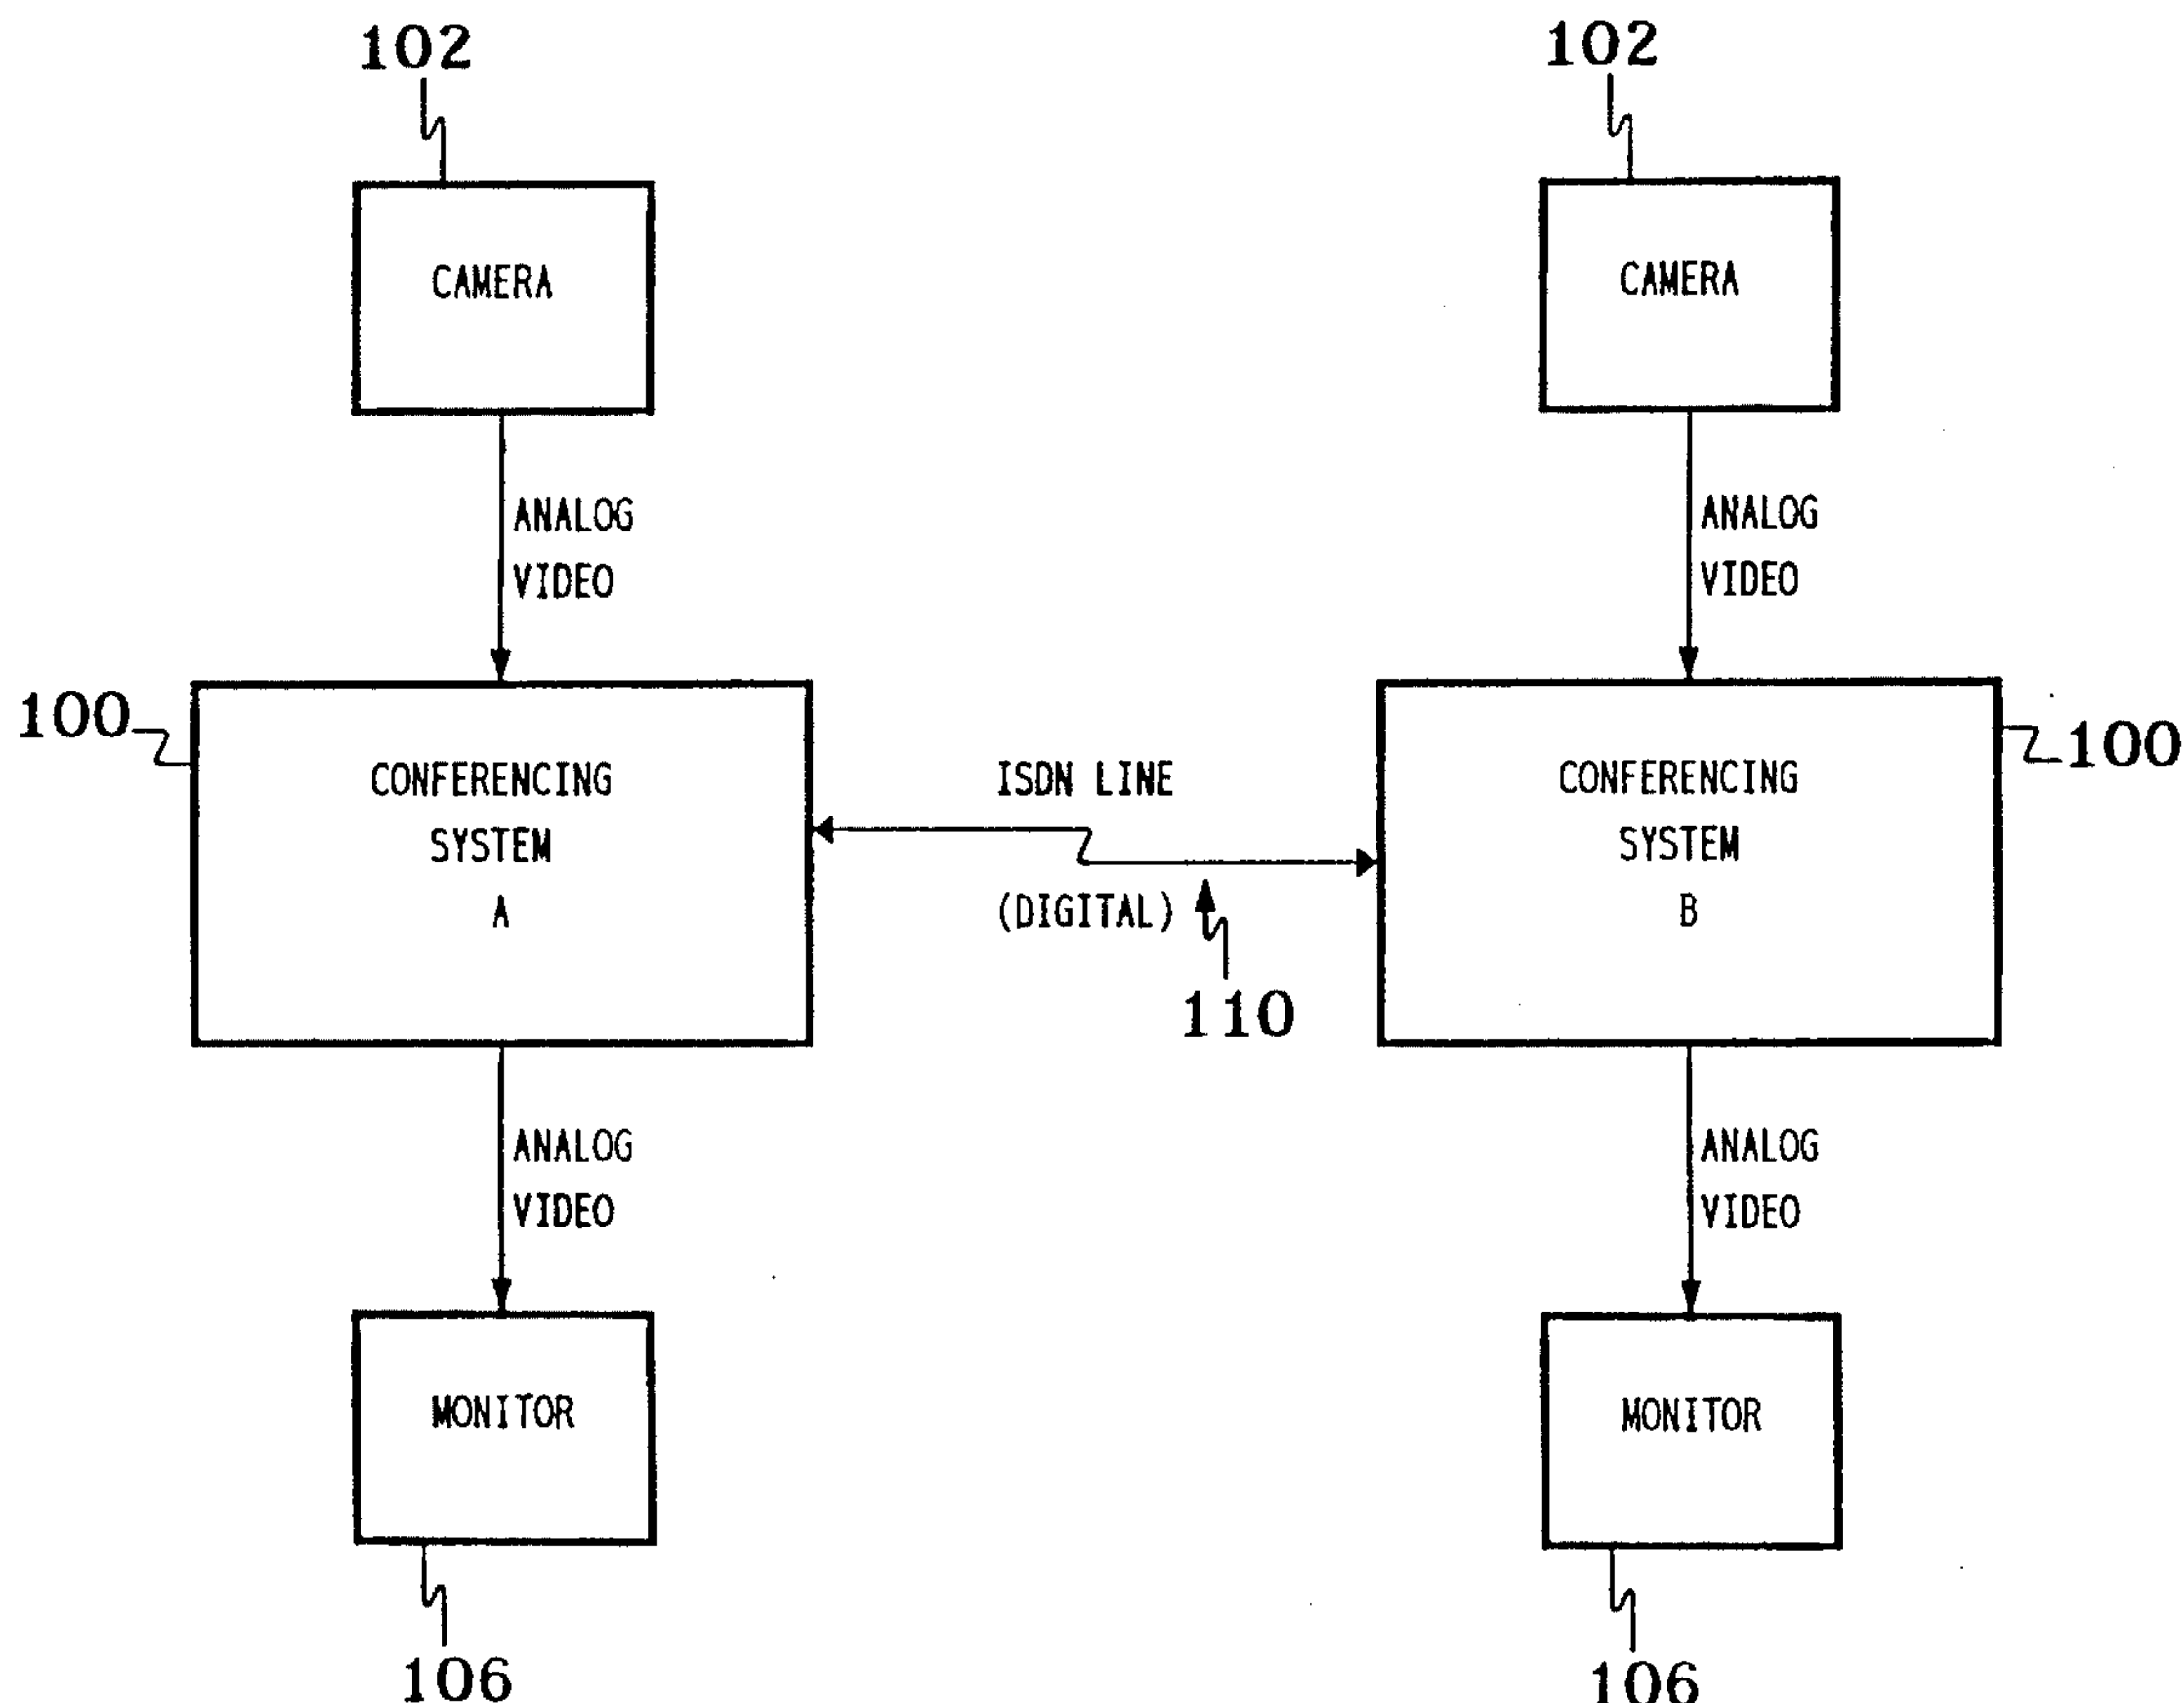 102
102
CAMERA
CAMERA
ANALOG
VIDEO
ANALOG
VIDEO
100
CONFERENCING
SYSTEM
A
ISDN LINE
(DIGITAL)
110
CONFERENCING
SYSTEM
B
100
ANALOG
VIDEO
ANALOG
VIDEO
MONITOR
MONITOR
106
106